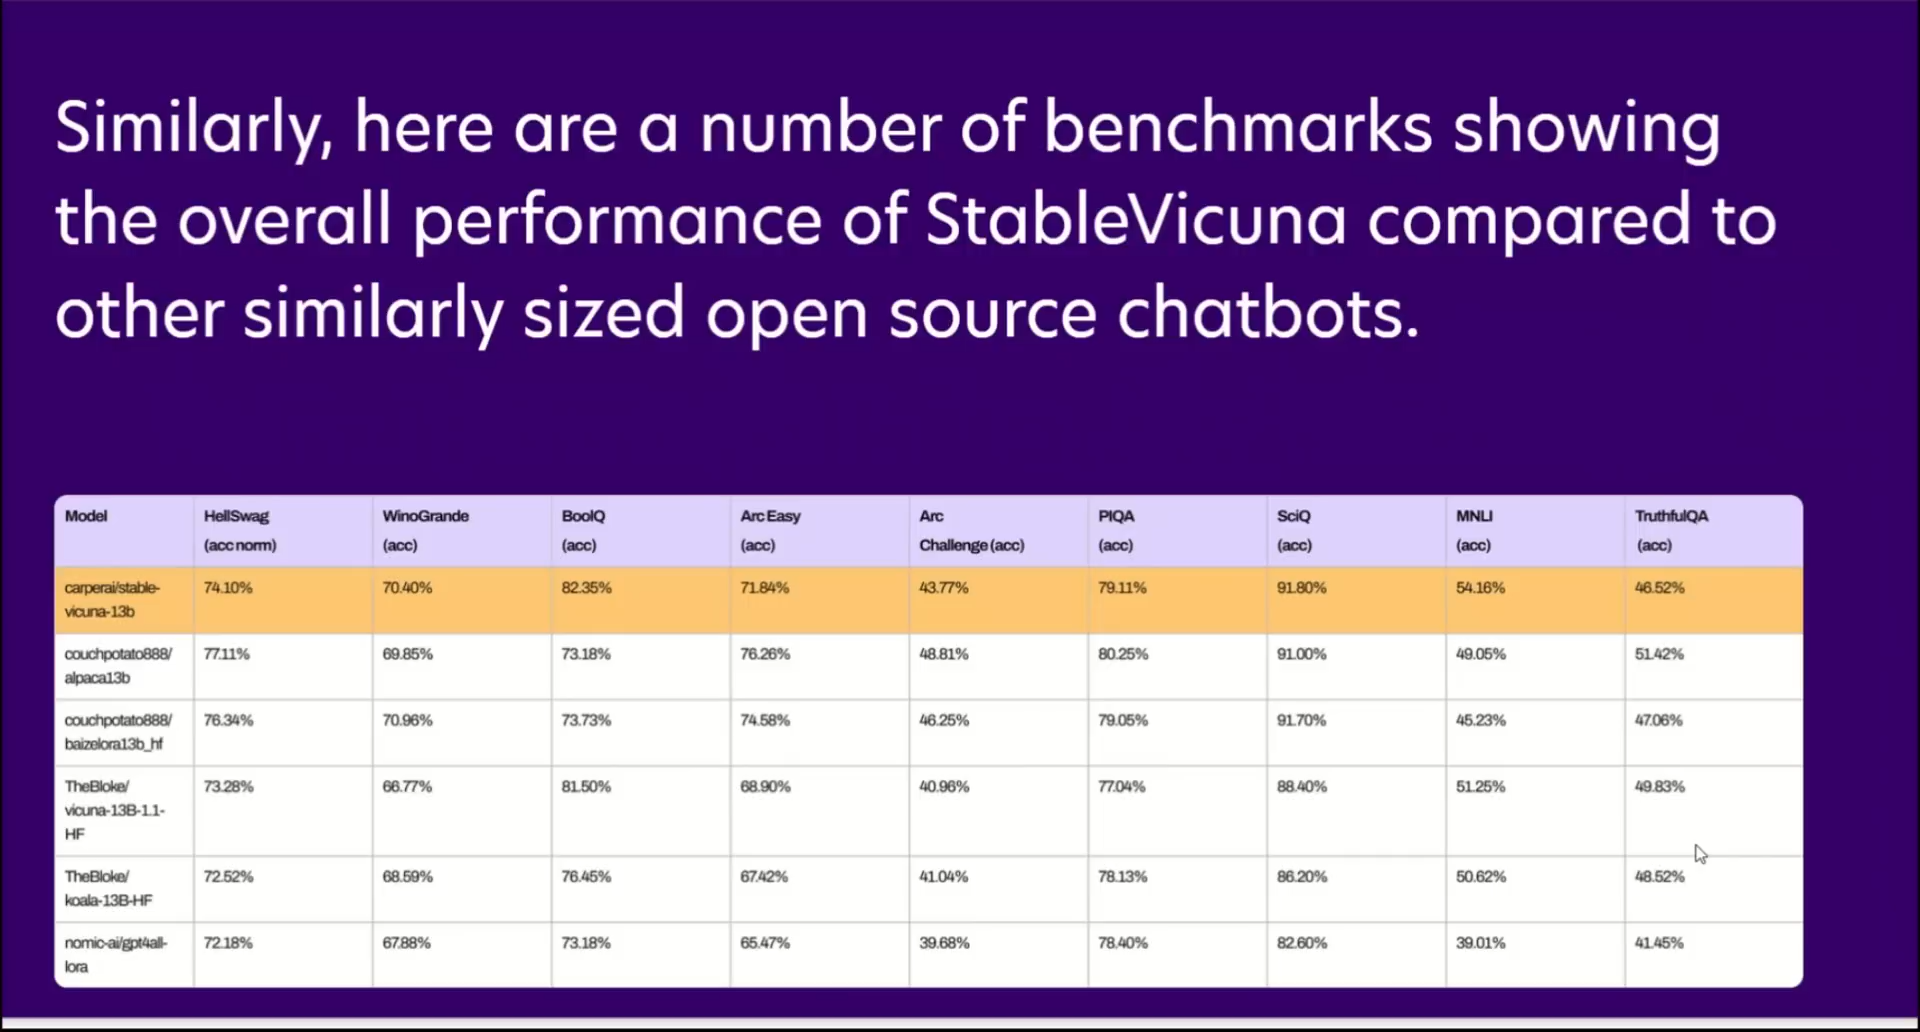 Similarly, here are a number of benchmarks showing
the overall performance of StableVicuna compared to
other similarly sized open source chatbots.
Model HellSwag (acc norm) WinoGrande (acc) BoolQ (acc) Arc Easy (acc) Arc Challenge (acc) PIQA (acc) SciQ (acc) MNLI (acc) TruthfulQA (acc)
carperai/stable-vicuna-13b 74.10% 70.40% 82.35% 71.84% 43.77% 79.11% 91.80% 54.16% 46.52%
couchpotato888/alpaca13b 77.11% 69.85% 73.18% 76.26% 48.81% 80.25% 91.00% 49.05% 51.42%
couchpotato888/baizelora13b_hf 76.34% 70.96% 73.73% 74.58% 46.25% 79.05% 91.70% 45.23% 47.06%
TheBloke/vicuna-13B-1.1-HF 73.28% 66.77% 81.50% 68.90% 40.96% 77.04% 88.40% 51.25% 49.83%
TheBloke/koala-13B-HF 72.52% 68.59% 76.45% 67.42% 41.04% 78.13% 86.20% 50.62% 48.52%
nomic-ai/gpt4all-lora 72.18% 67.88% 73.18% 65.47% 39.68% 78.40% 82.60% 39.01% 41.45%